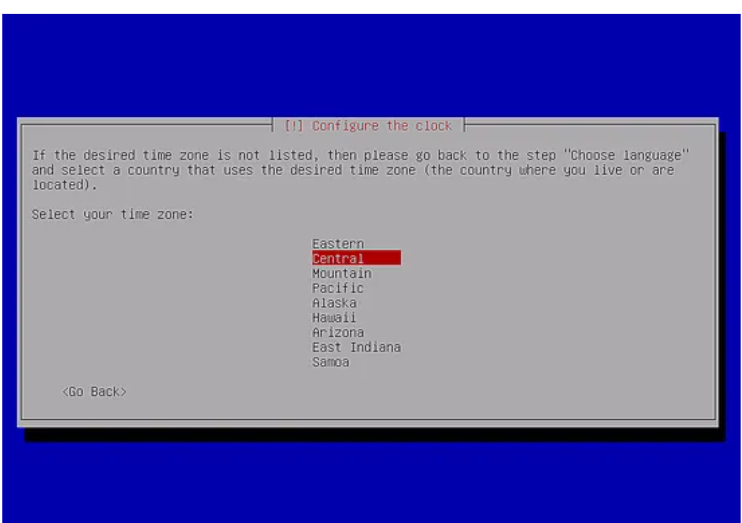 [!] Configure the clock
If the desired time zone is not listed, then please go back to the step "Choose language"
and select a country that uses the desired time zone (the country where you live or are
located).
Select your time zone:
Eastern
Central
Mountain
Pacific
Alaska
Hawaii
Arizona
East Indiana
Samoa
<Go Back>